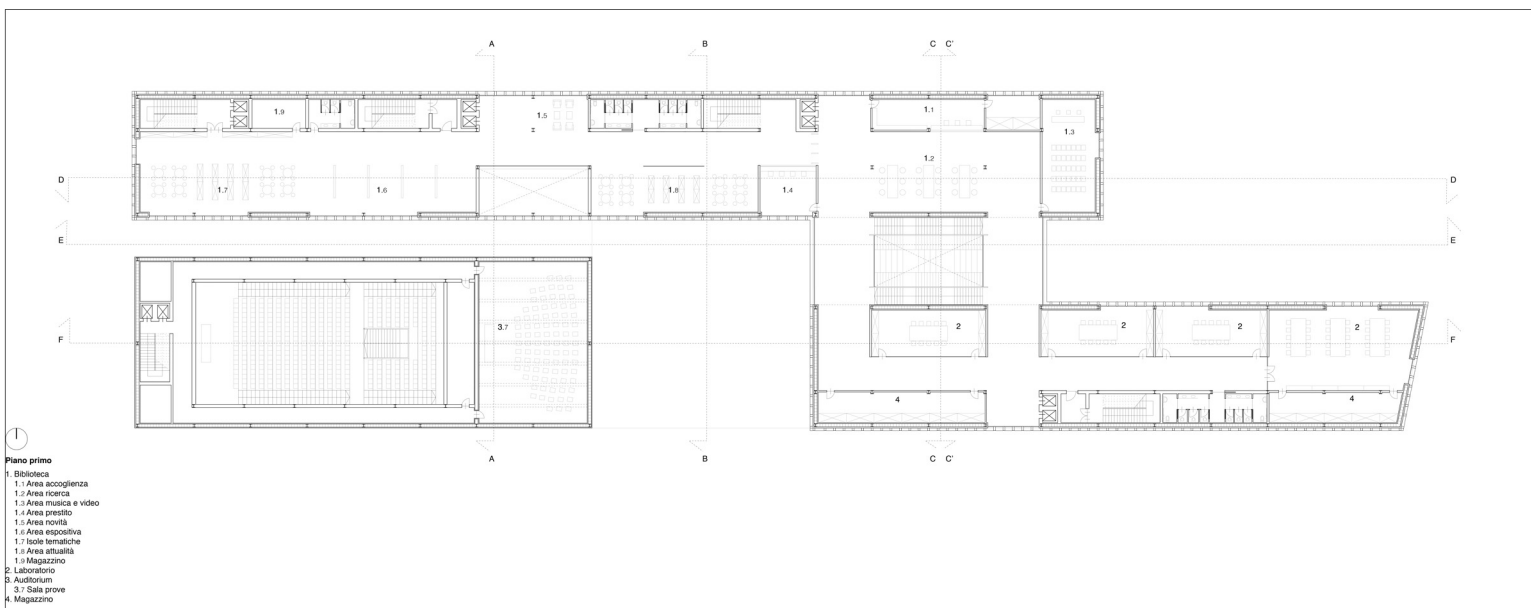 A B C C'
1.9
1.1
1.5
1.3
1.2
D D
1.7 1.6 1.8 1.4
E E
3.7 2 2 2 2
F F
4 4
A B C C'
Piano primo
1. Biblioteca
1.1 Area accoglienza
1.2 Area ricerca
1.3 Area musica e video
1.4 Area prestito
1.5 Area novità
1.6 Area espositiva
1.7 Isole tematiche
1.8 Area attualità
1.9 Magazzino
2. Laboratorio
3. Auditorium
3.7 Sala prove
4. Magazzino